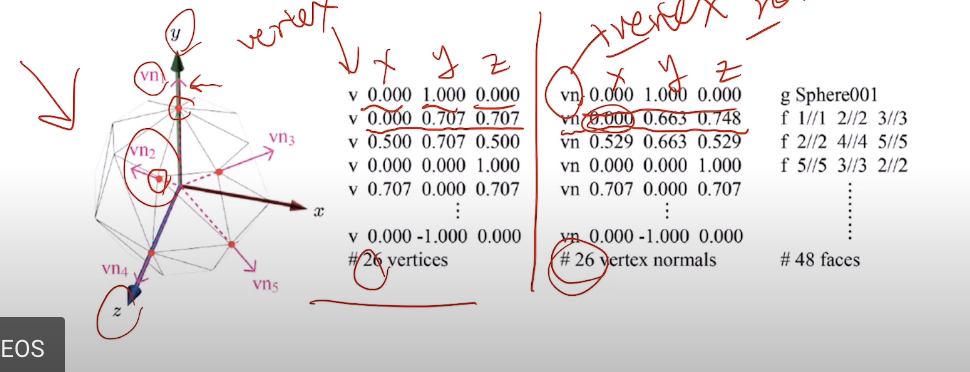 vertex
+vertex
y
vn1
vn2
vn3
x
vn4
vn5
z
x y z
v 0.000 1.000 0.000
v 0.000 0.707 0.707
v 0.500 0.707 0.500
v 0.000 0.000 1.000
v 0.707 0.000 0.707
⋮
v 0.000 -1.000 0.000
# 26 vertices
x y z
vn 0.000 1.000 0.000
vn 0.000 0.663 0.748
vn 0.529 0.663 0.529
vn 0.000 0.000 1.000
vn 0.707 0.000 0.707
⋮
vn 0.000 -1.000 0.000
# 26 vertex normals
g Sphere001
f 1//1 2//2 3//3
f 2//2 4//4 5//5
f 5//5 3//3 2//2
⋮
# 48 faces
EOS